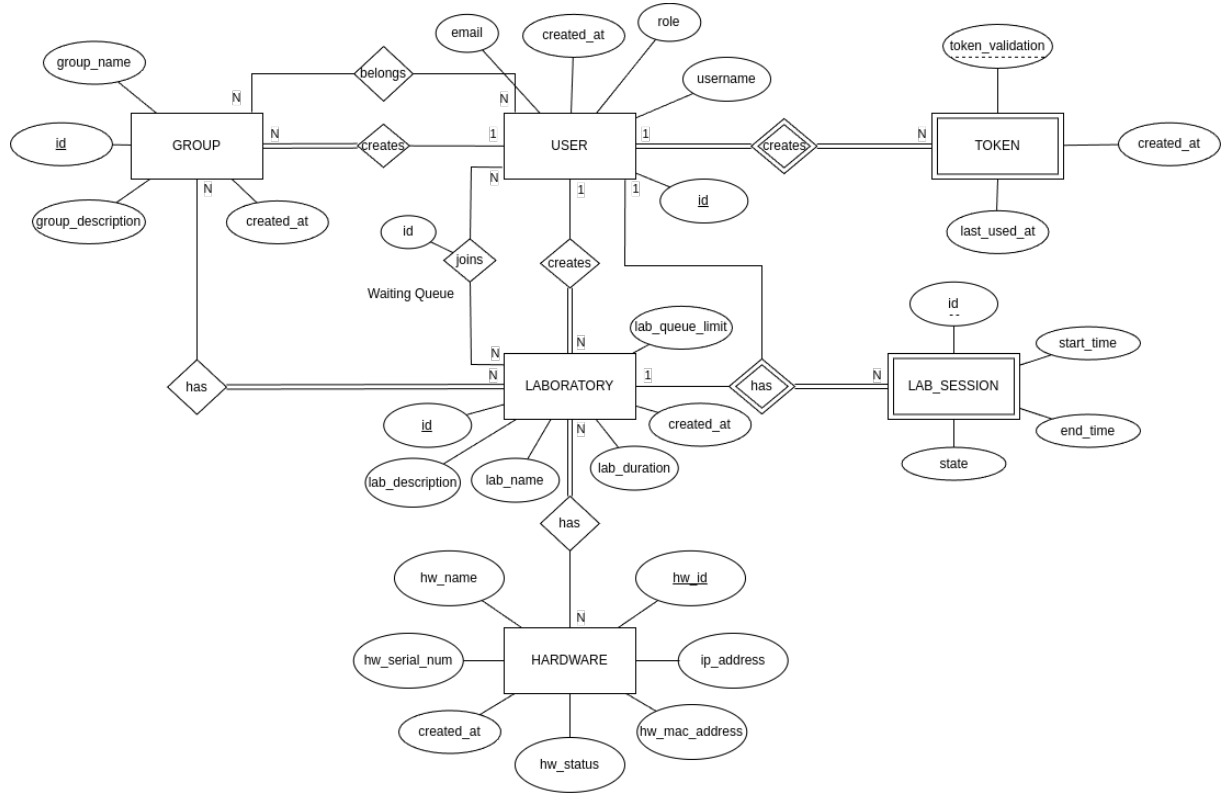 email
created_at
role
group_name
belongs
username
token_validation
N
N
id
GROUP
N
creates
1
USER
1
creates
N
TOKEN
created_at
N
N
1
1
group_description
created_at
id
last_used_at
id
joins
creates
Waiting Queue
id
lab_queue_limit
start_time
N
N
has
N
LABORATORY
1
has
N
LAB_SESSION
id
created_at
end_time
N
lab_description
lab_name
lab_duration
state
has
hw_name
hw_id
N
hw_serial_num
HARDWARE
ip_address
created_at
hw_mac_address
hw_status